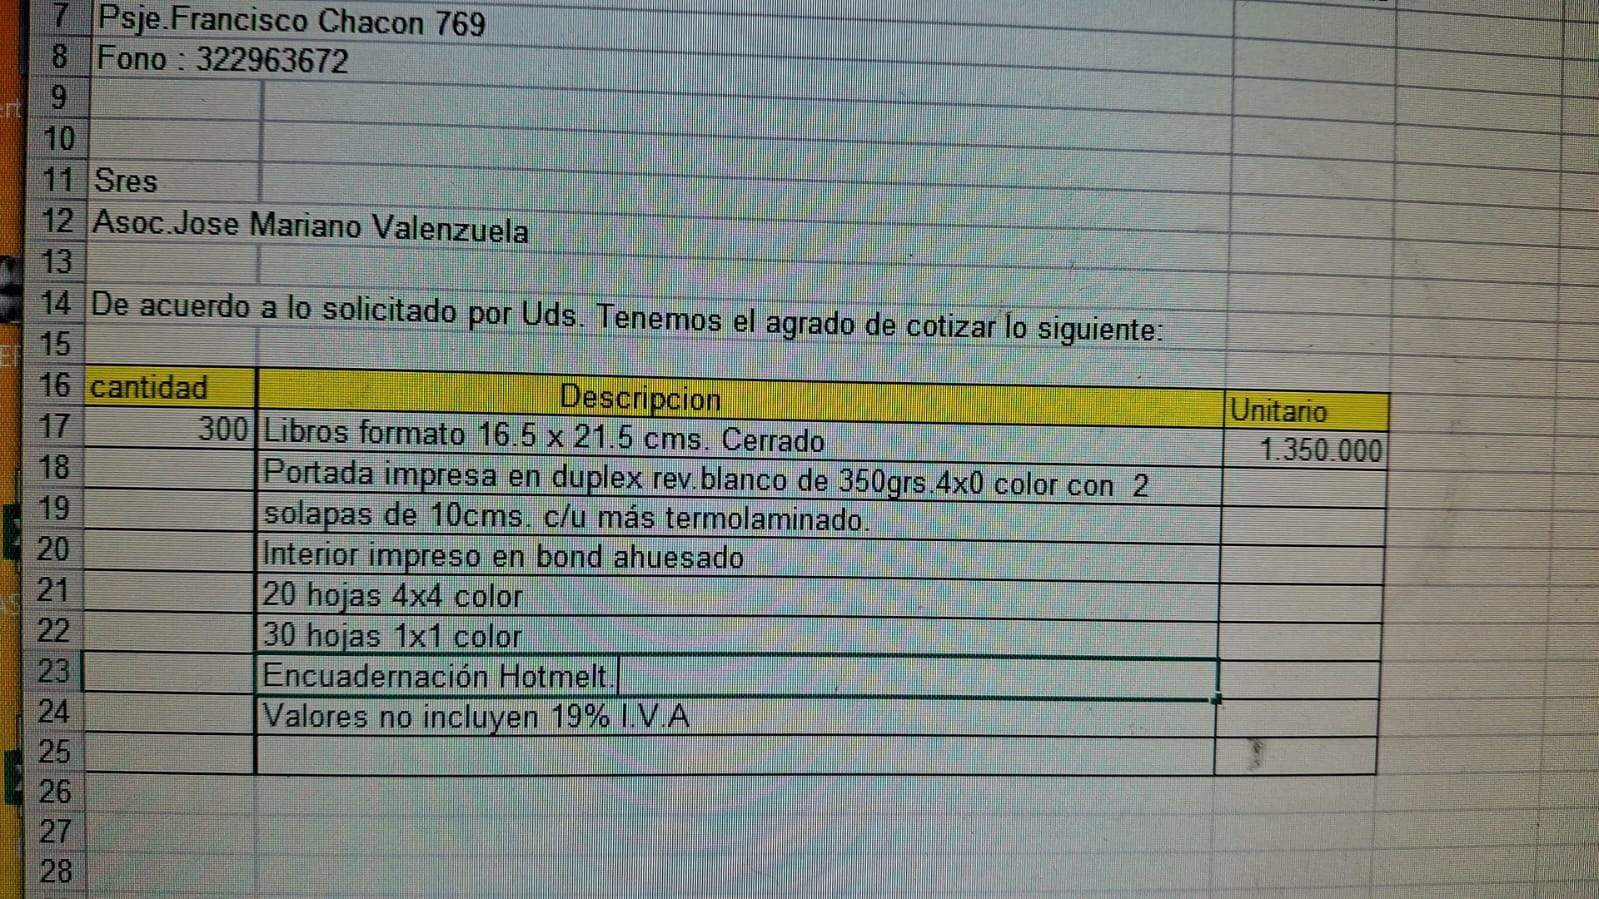 7 Psje.Francisco Chacon 769
8 Fono : 322963672
9
10
11 Sres
12 Asoc.Jose Mariano Valenzuela
13
14 De acuerdo a lo solicitado por Uds. Tenemos el agrado de cotizar lo siguiente:
15
16 cantidad Descripcion Unitario
17 300 Libros formato 16.5 x 21.5 cms. Cerrado 1.350.000
18 Portada impresa en duplex rev.blanco de 350grs.4x0 color con 2
19 solapas de 10cms. c/u más termolaminado.
20 Interior impreso en bond ahuesado
21 20 hojas 4x4 color
22 30 hojas 1x1 color
23 Encuadernación Hotmelt.
24 Valores no incluyen 19% I.V.A
25
26
27
28